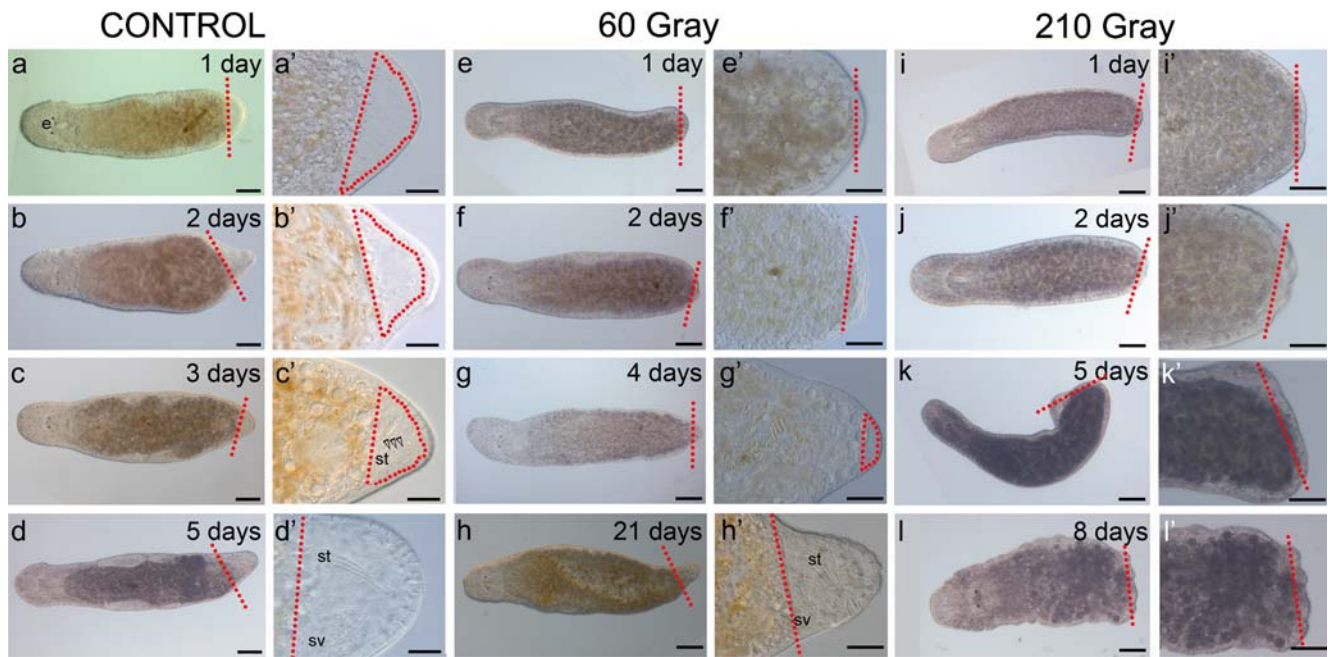 CONTROL 60 Gray 210 Gray
a 1 day a' e 1 day e' i 1 day i'
e
b 2 days b' f 2 days f' j 2 days j'
c 3 days c' g 4 days g' k 5 days k'
st
d 5 days d' h 21 days h' l 8 days l'
st st
sv sv